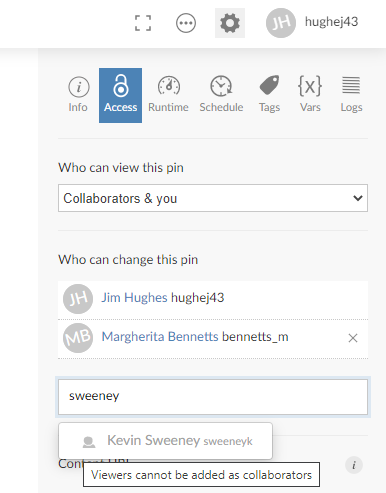 JH hughej43
Info Access Runtime Schedule Tags {x} Vars Logs
Who can view this pin
Collaborators & you
Who can change this pin
JH Jim Hughes hughej43
MB Margherita Bennetts bennetts_m
sweeney
Kevin Sweeney sweeneyk
Content URL
Viewers cannot be added as collaborators